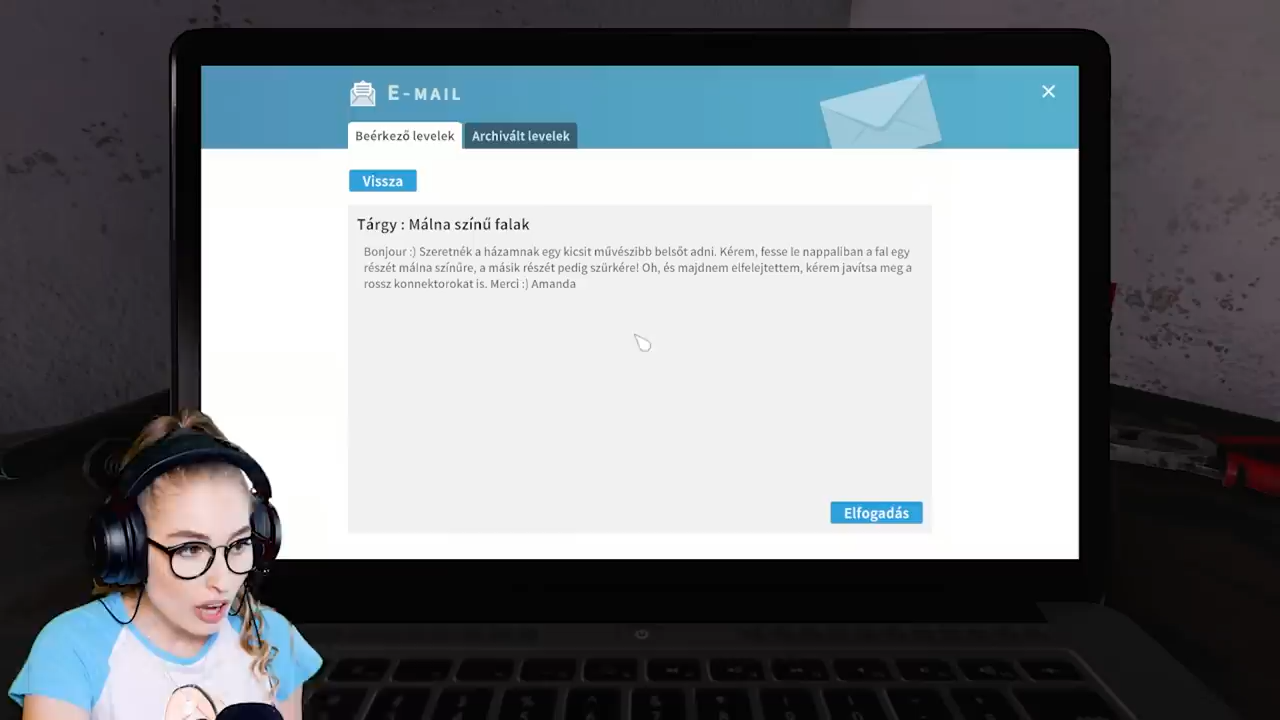 E-MAIL
Beérkező levelek
Archivált levelek
Vissza
Tárgy : Málna színű falak
Bonjour :) Szeretnék a házamnak egy kicsit művészibb belsőt adni. Kérem, fesse le nappaliban a fal egy
részét málna színűre, a másik részét pedig szürkére! Oh, és majdnem elfelejtettem, kérem javítsa meg a
rossz konnektorokat is. Merci :) Amanda
Elfogadás